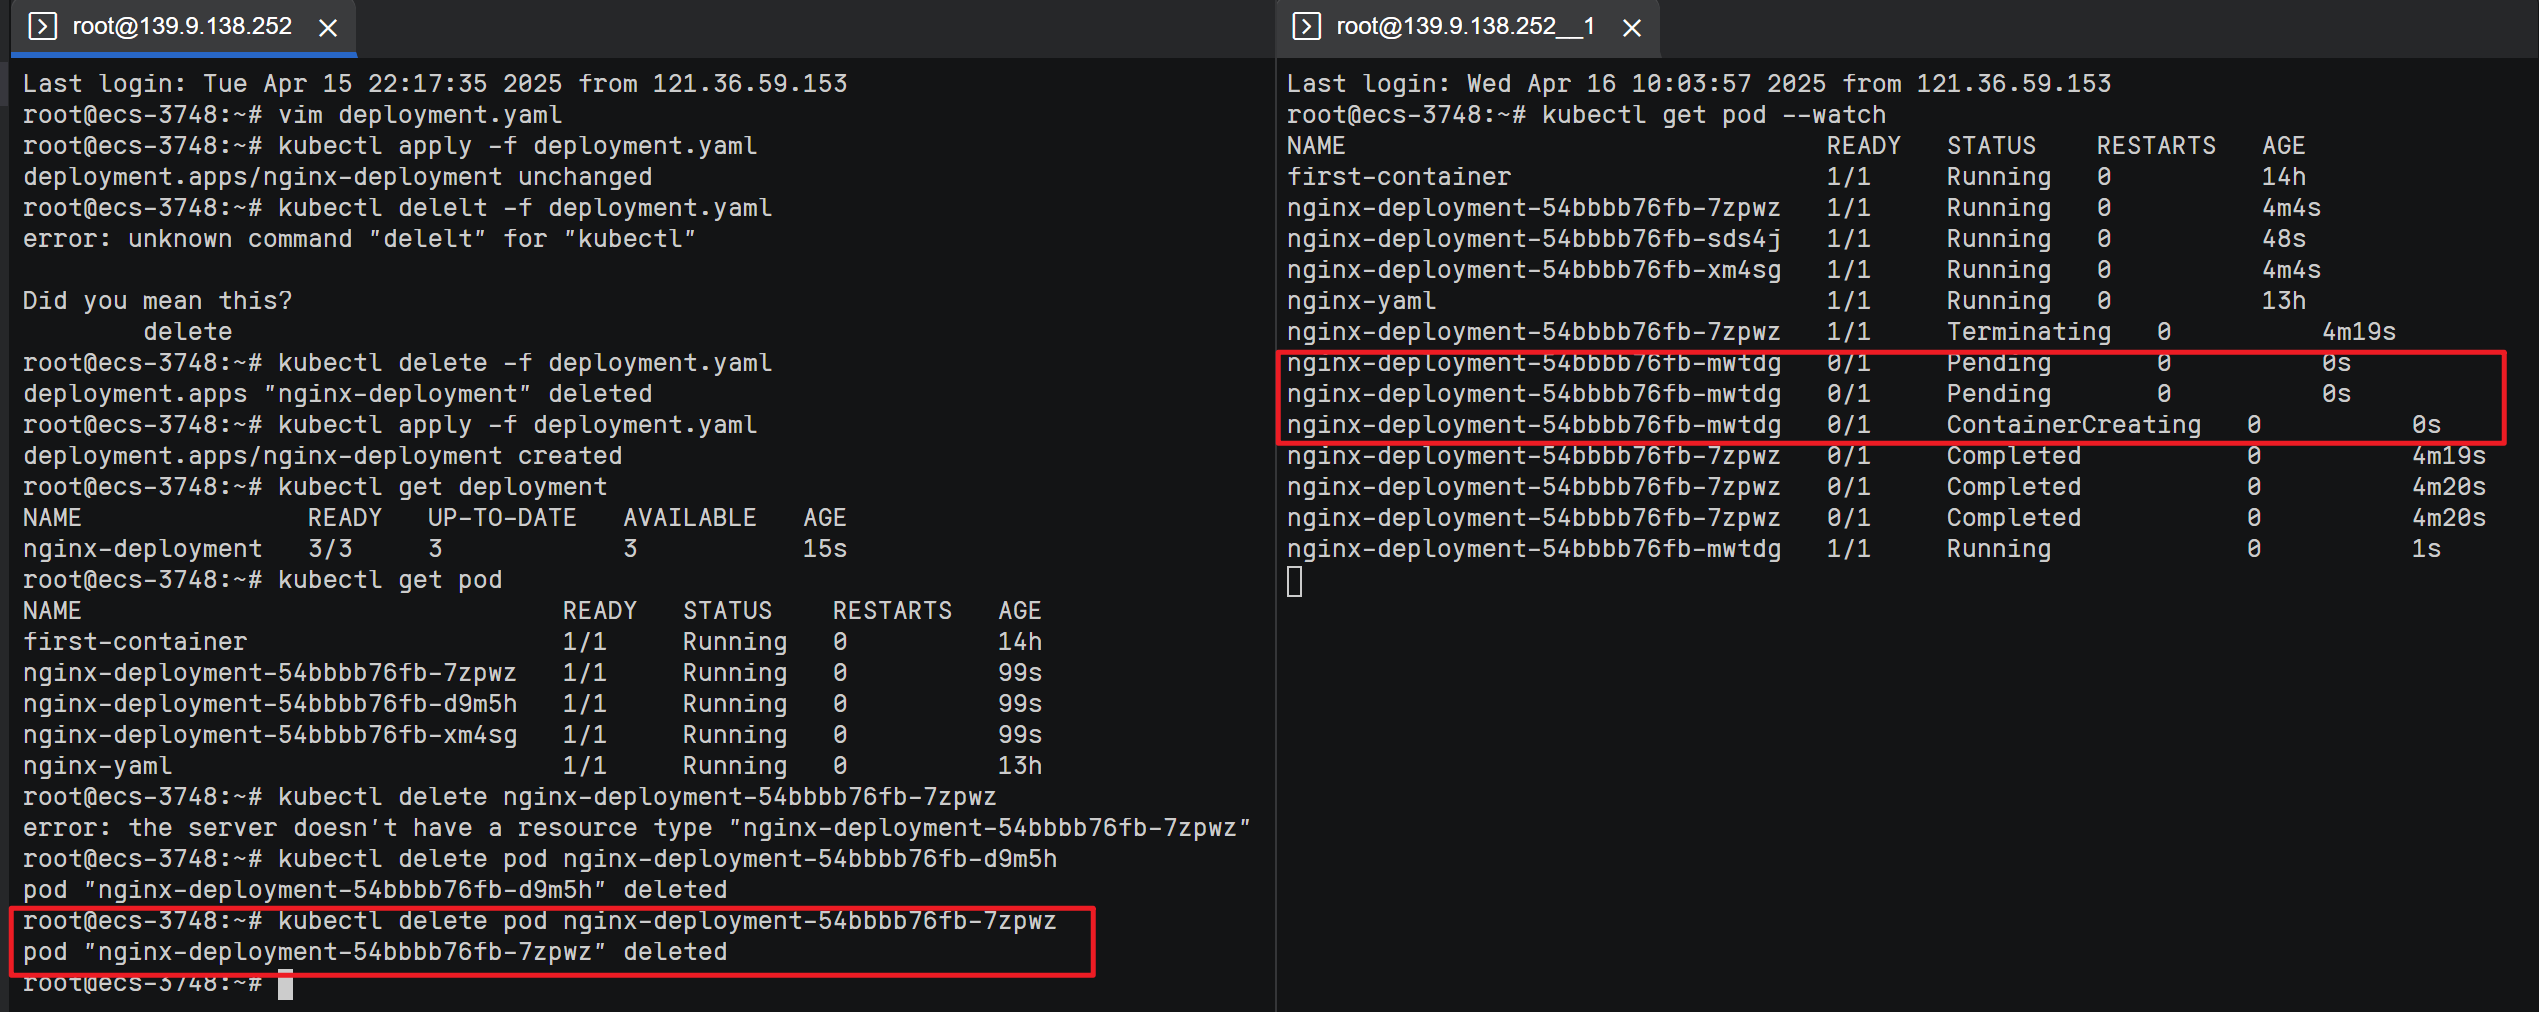 root@139.9.138.252
Last login: Tue Apr 15 22:17:35 2025 from 121.36.59.153
root@ecs-3748:~# vim deployment.yaml
root@ecs-3748:~# kubectl apply -f deployment.yaml
deployment.apps/nginx-deployment unchanged
root@ecs-3748:~# kubectl delelt -f deployment.yaml
error: unknown command "delelt" for "kubectl"
Did you mean this?
delete
root@ecs-3748:~# kubectl delete -f deployment.yaml
deployment.apps "nginx-deployment" deleted
root@ecs-3748:~# kubectl apply -f deployment.yaml
deployment.apps/nginx-deployment created
root@ecs-3748:~# kubectl get deployment
NAME READY UP-TO-DATE AVAILABLE AGE
nginx-deployment 3/3 3 3 15s
root@ecs-3748:~# kubectl get pod
NAME READY STATUS RESTARTS AGE
first-container 1/1 Running 0 14h
nginx-deployment-54bbbb76fb-7zpwz 1/1 Running 0 99s
nginx-deployment-54bbbb76fb-d9m5h 1/1 Running 0 99s
nginx-deployment-54bbbb76fb-xm4sg 1/1 Running 0 99s
nginx-yaml 1/1 Running 0 13h
root@ecs-3748:~# kubectl delete nginx-deployment-54bbbb76fb-7zpwz
error: the server doesn't have a resource type "nginx-deployment-54bbbb76fb-7zpwz"
root@ecs-3748:~# kubectl delete pod nginx-deployment-54bbbb76fb-d9m5h
pod "nginx-deployment-54bbbb76fb-d9m5h" deleted
root@ecs-3748:~# kubectl delete pod nginx-deployment-54bbbb76fb-7zpwz
pod "nginx-deployment-54bbbb76fb-7zpwz" deleted
root@ecs-3748:~#
root@139.9.138.252__1
Last login: Wed Apr 16 10:03:57 2025 from 121.36.59.153
root@ecs-3748:~# kubectl get pod --watch
NAME READY STATUS RESTARTS AGE
first-container 1/1 Running 0 14h
nginx-deployment-54bbbb76fb-7zpwz 1/1 Running 0 4m4s
nginx-deployment-54bbbb76fb-sds4j 1/1 Running 0 48s
nginx-deployment-54bbbb76fb-xm4sg 1/1 Running 0 4m4s
nginx-yaml 1/1 Running 0 13h
nginx-deployment-54bbbb76fb-7zpwz 1/1 Terminating 0 4m19s
nginx-deployment-54bbbb76fb-mwtdg 0/1 Pending 0 0s
nginx-deployment-54bbbb76fb-mwtdg 0/1 Pending 0 0s
nginx-deployment-54bbbb76fb-mwtdg 0/1 ContainerCreating 0 0s
nginx-deployment-54bbbb76fb-7zpwz 0/1 Completed 0 4m19s
nginx-deployment-54bbbb76fb-7zpwz 0/1 Completed 0 4m20s
nginx-deployment-54bbbb76fb-7zpwz 0/1 Completed 0 4m20s
nginx-deployment-54bbbb76fb-mwtdg 1/1 Running 0 1s